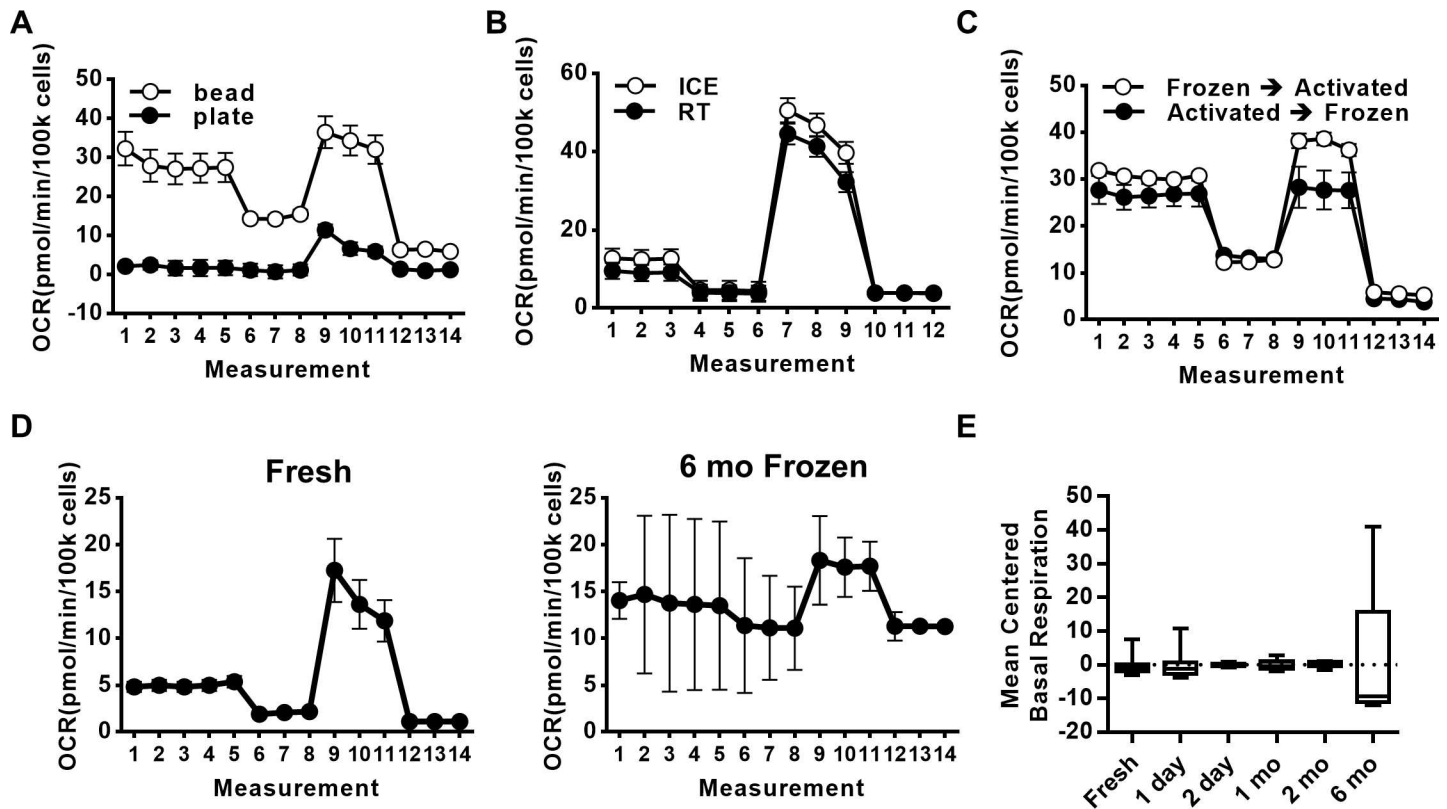 A
OCR(pmol/min/100k cells)
50
40
30
20
10
0
-10
bead
plate
1 2 3 4 5 6 7 8 9 10 11 12 13 14
Measurement
B
OCR(pmol/min/100k cells)
60
40
20
0
ICE
RT
1 2 3 4 5 6 7 8 9 10 11 12
Measurement
C
OCR(pmol/min/100k cells)
50
40
30
20
10
0
Frozen ➔ Activated
Activated ➔ Frozen
1 2 3 4 5 6 7 8 9 10 11 12 13 14
Measurement
D
Fresh
OCR(pmol/min/100k cells)
25
20
15
10
5
0
1 2 3 4 5 6 7 8 9 10 11 12 13 14
Measurement
6 mo Frozen
OCR(pmol/min/100k cells)
25
20
15
10
5
0
1 2 3 4 5 6 7 8 9 10 11 12 13 14
Measurement
E
Mean Centered
Basal Respiration
50
40
30
20
10
0
-10
-20
Fresh
1 day
2 day
1 mo
2 mo
6 mo